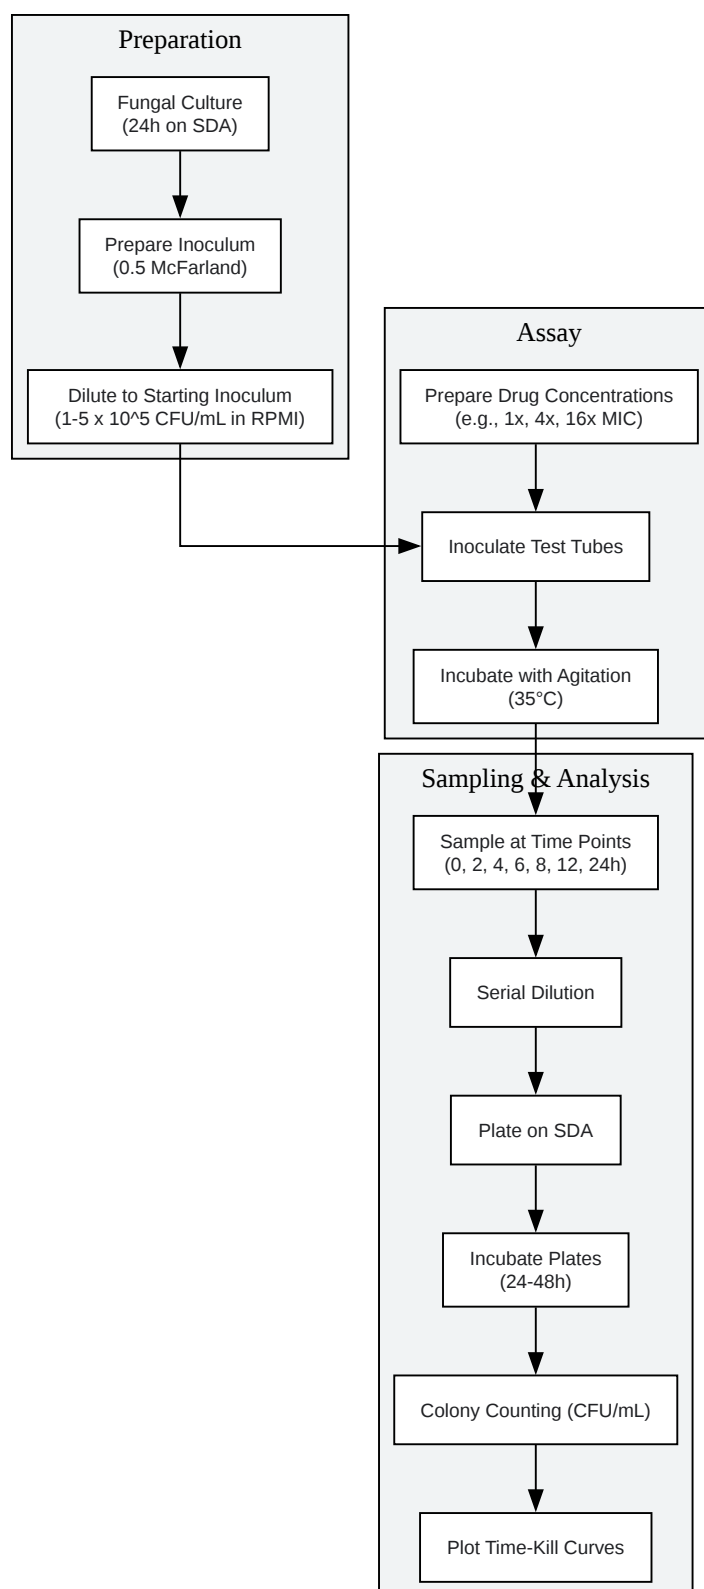 Preparation
Fungal Culture
(24h on SDA)
Prepare Inoculum
(0.5 McFarland)
Dilute to Starting Inoculum
(1-5 x 10^5 CFU/mL in RPMI)
Assay
Prepare Drug Concentrations
(e.g., 1x, 4x, 16x MIC)
Inoculate Test Tubes
Incubate with Agitation
(35°C)
Sampling & Analysis
Sample at Time Points
(0, 2, 4, 6, 8, 12, 24h)
Serial Dilution
Plate on SDA
Incubate Plates
(24-48h)
Colony Counting (CFU/mL)
Plot Time-Kill Curves